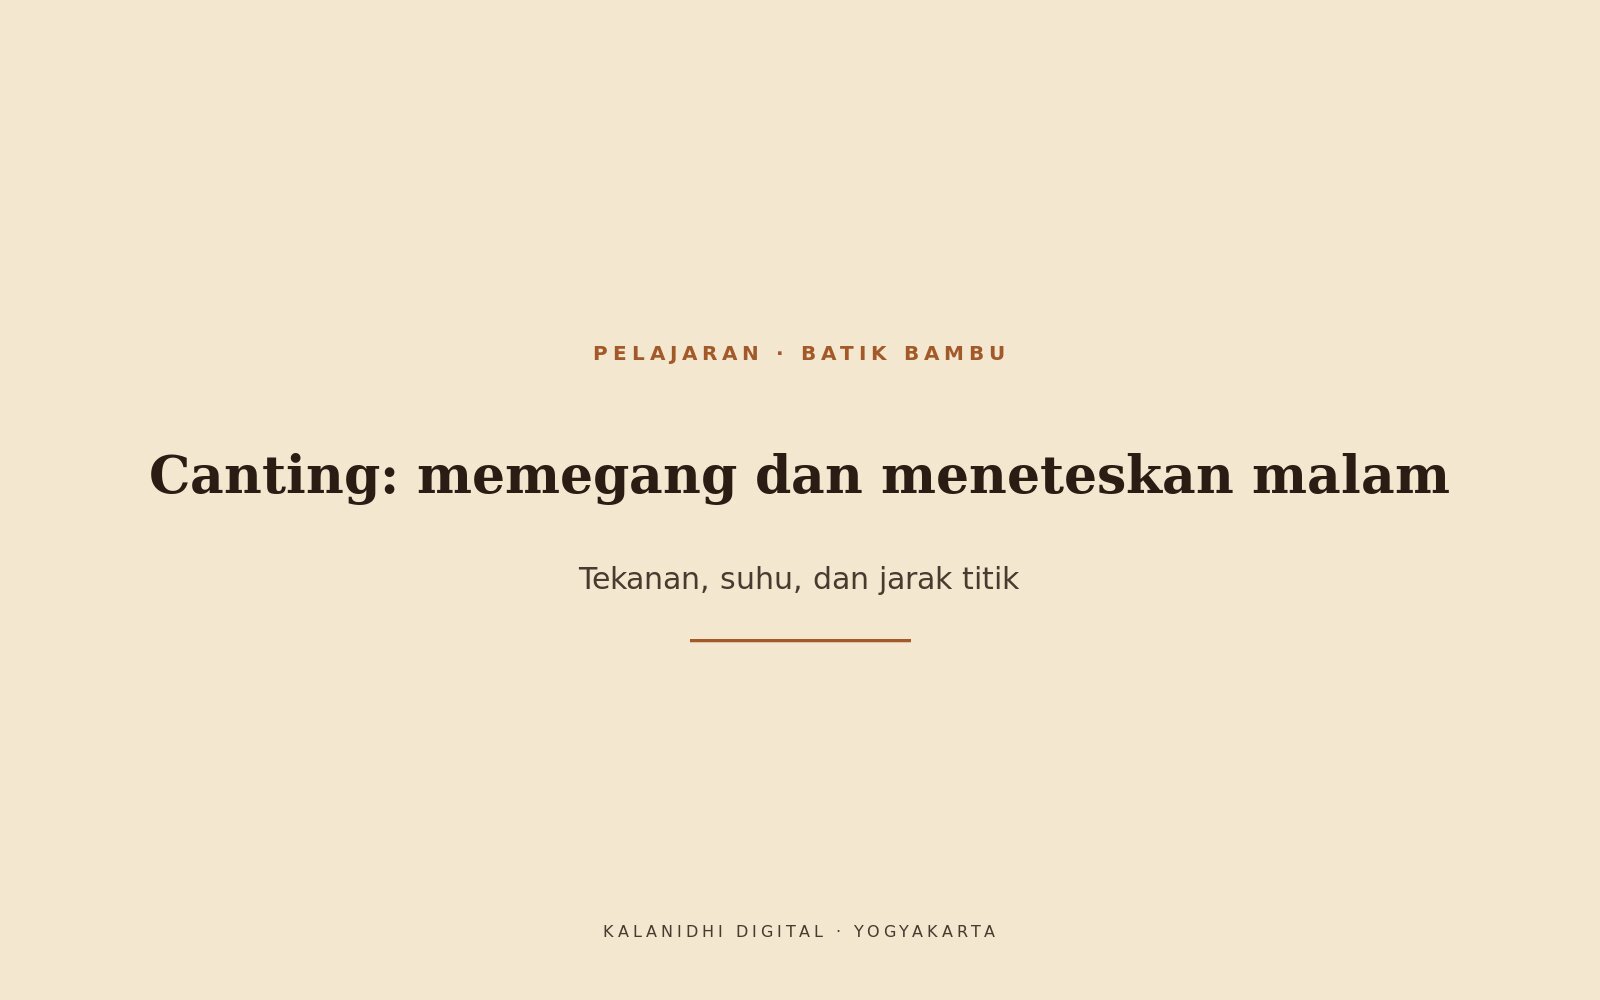 PELAJARAN · BATIK BAMBU
Canting: memegang dan meneteskan malam
Tekanan, suhu, dan jarak titik
KALANIDHI DIGITAL · YOGYAKARTA